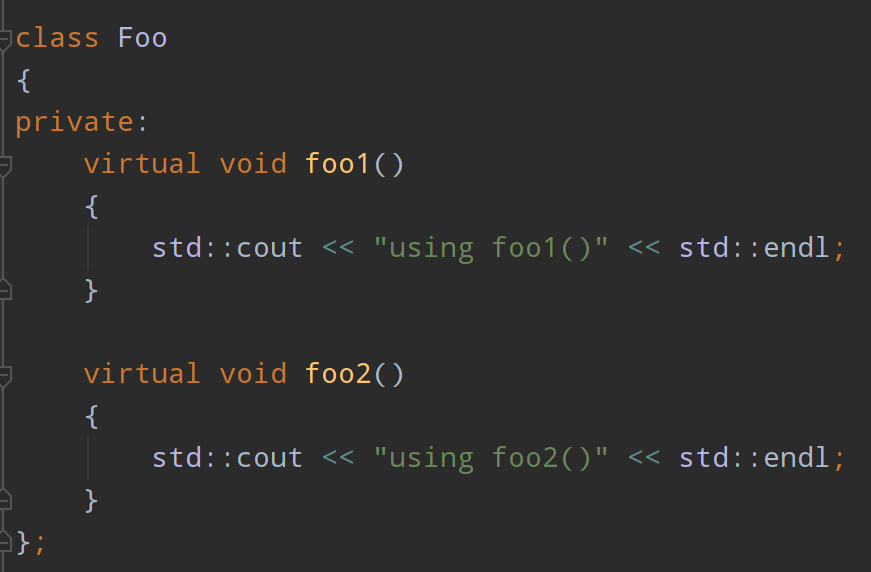 class Foo
{
private:
    virtual void foo1()
    {
        std::cout << "using foo1()" << std::endl;
    }

    virtual void foo2()
    {
        std::cout << "using foo2()" << std::endl;
    }
};